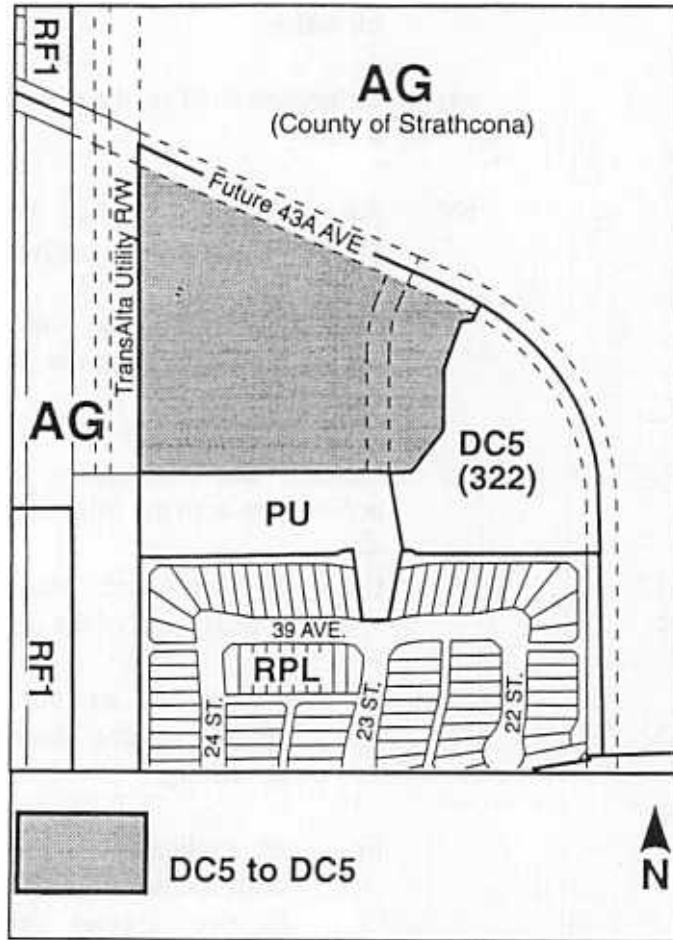 RF1
AG
(County of Strathcona)
Future 43A AVE
TransAlta Utility R/W
AG
DC5
(322)
PU
RF1
39 AVE.
RPL
24 ST.
23 ST.
22 ST.
DC5 to DC5
N